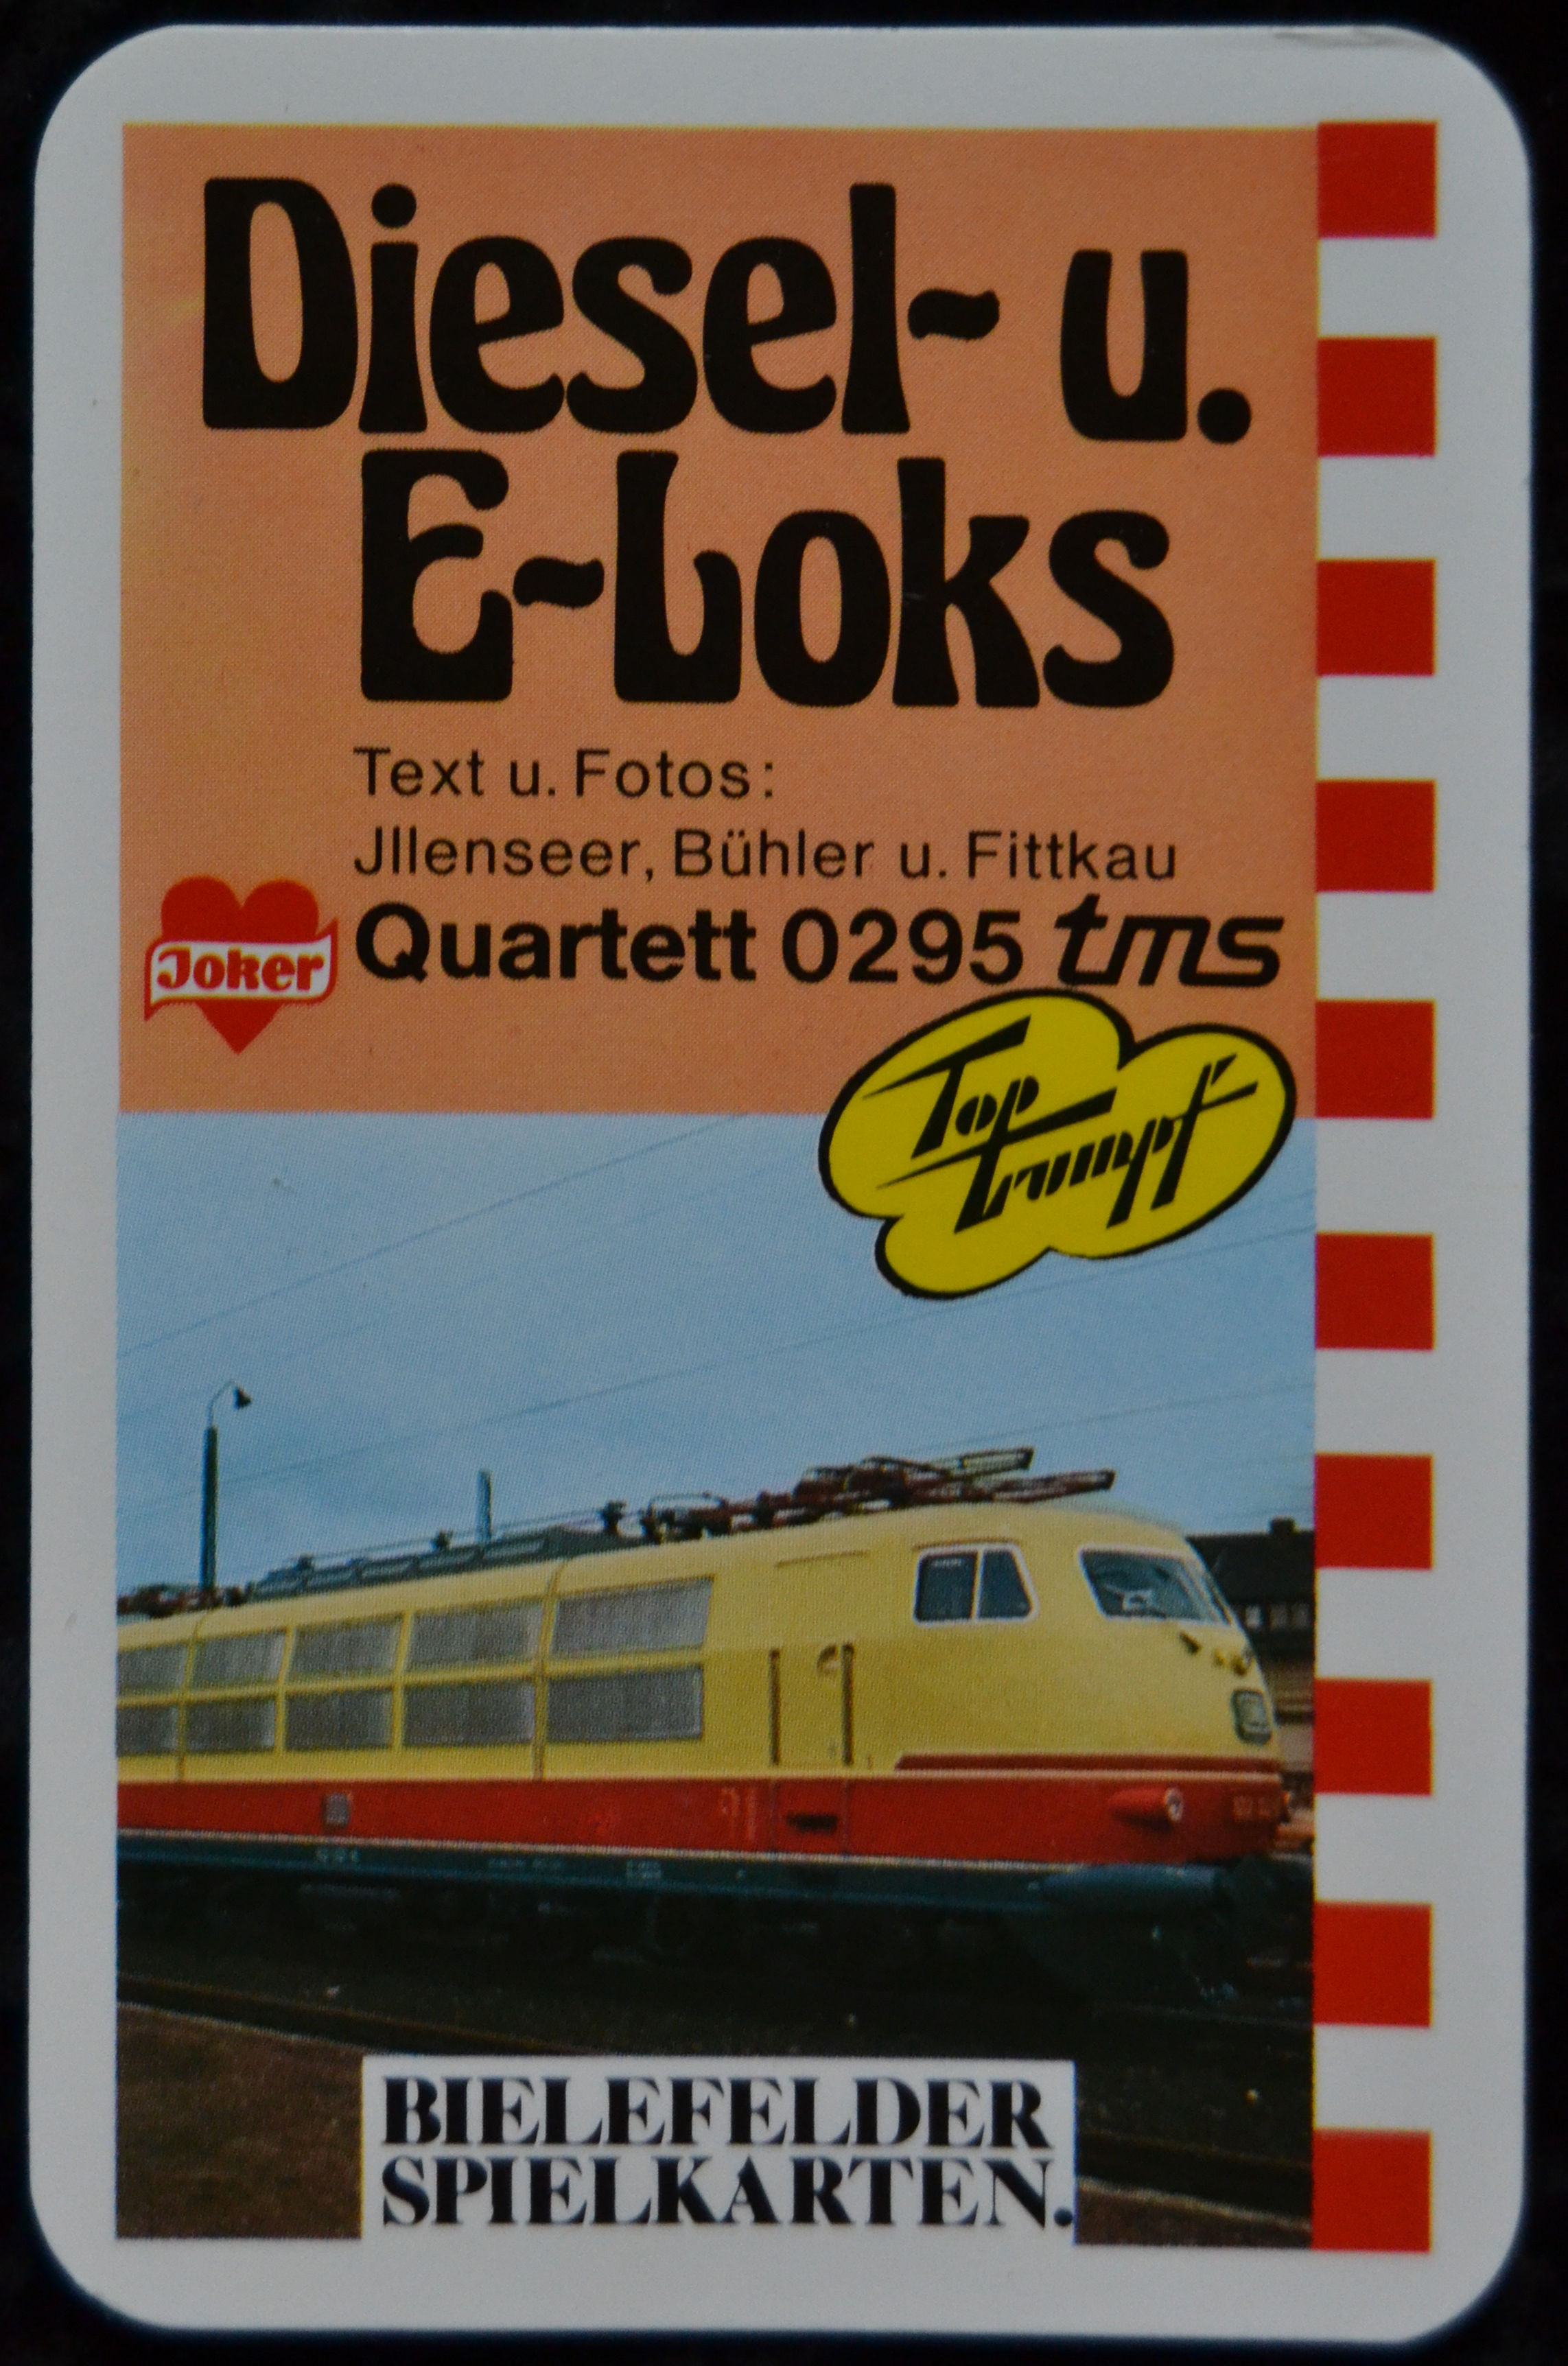 Diesel- u.
E-Loks
Text u. Fotos:
Jllenseer, Bühler u. Fittkau
Joker
Quartett 0295 tms
Top
Trumpf
BIELEFELDER
SPIELKARTEN.